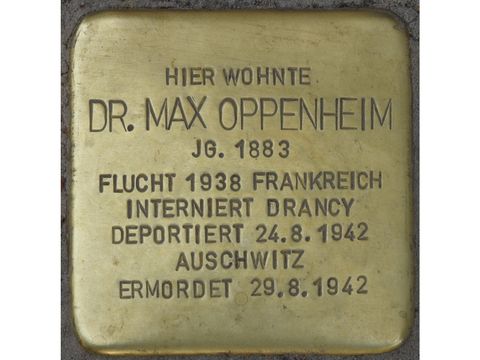 HIER WOHNTE
DR. MAX OPPENHEIM
JG. 1883
FLUCHT 1938 FRANKREICH
INTERNIERT DRANCY
DEPORTIERT 24.8.1942
AUSCHWITZ
ERMORDET 29.8.1942